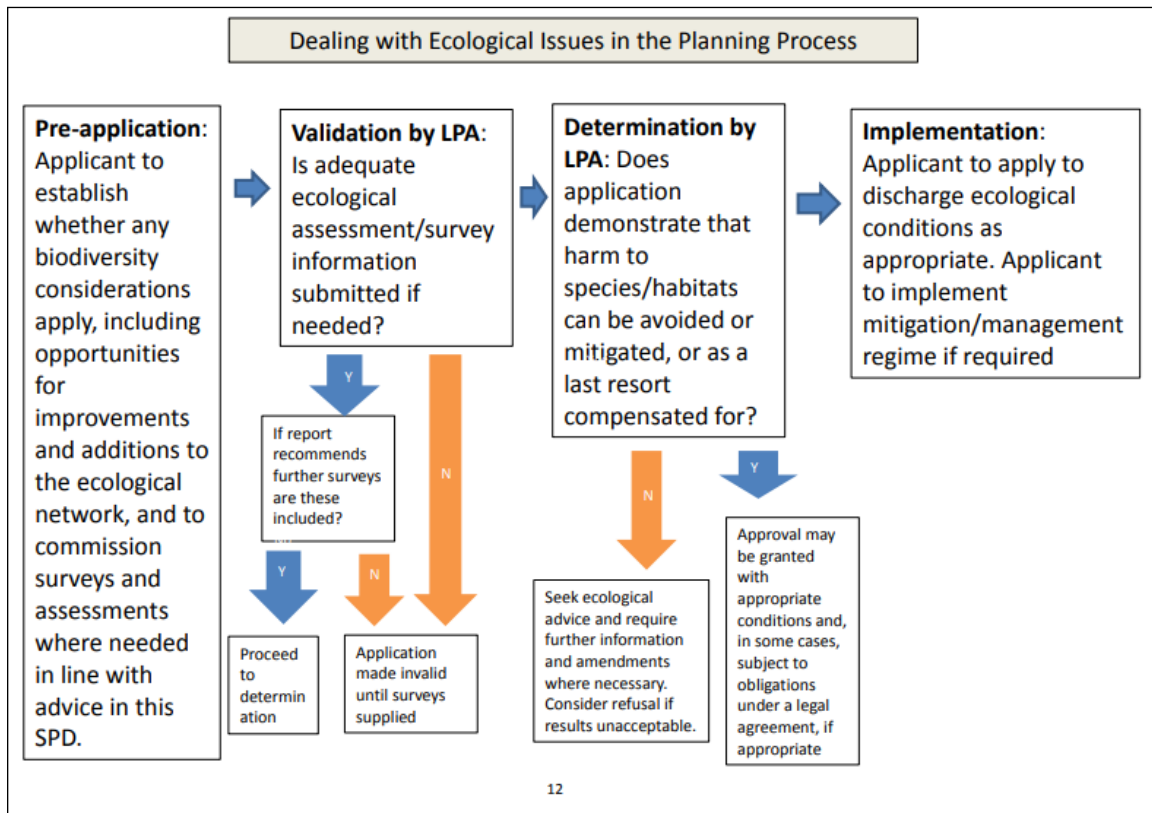 Dealing with Ecological Issues in the Planning Process
Pre-application:
Applicant to
establish
whether any
biodiversity
considerations
apply, including
opportunities
for
improvements
and additions to
the ecological
network, and to
commission
surveys and
assessments
where needed
in line with
advice in this
SPD.
Validation by LPA:
Is adequate
ecological
assessment/survey
information
submitted if
needed?
Y
N
If report
recommends
further surveys
are these
included?
Y
N
Proceed
to
determin
ation
Application
made invalid
until surveys
supplied
Determination by
LPA: Does
application
demonstrate that
harm to
species/habitats
can be avoided or
mitigated, or as a
last resort
compensated for?
N
Y
Seek ecological
advice and require
further information
and amendments
where necessary.
Consider refusal if
results unacceptable.
Approval may
be granted
with
appropriate
conditions and,
in some cases,
subject to
obligations
under a legal
agreement, if
appropriate
Implementation:
Applicant to apply to
discharge ecological
conditions as
appropriate. Applicant
to implement
mitigation/management
regime if required
12